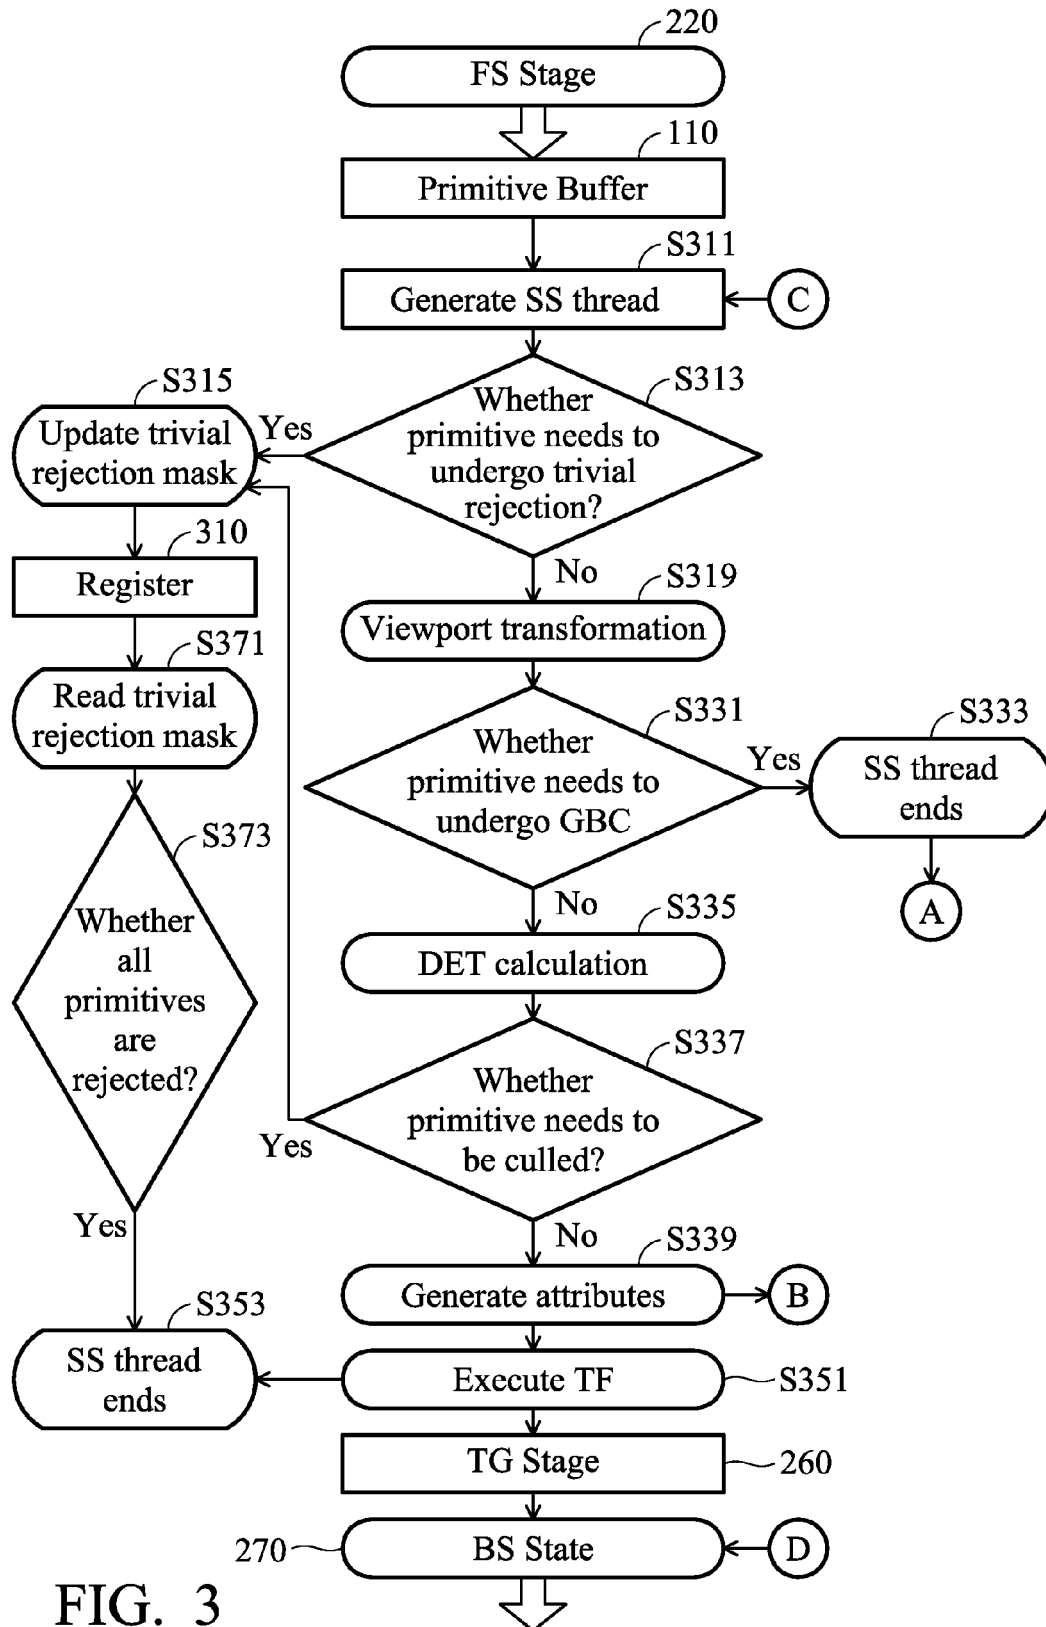 220
FS Stage
110
Primitive Buffer
S311
Generate SS thread
C
S313
Whether
primitive needs to
undergo trivial
rejection?
Yes
No
S315
Update trivial
rejection mask
310
Register
S319
Viewport transformation
S371
Read trivial
rejection mask
S331
Whether
primitive needs to
undergo GBC
Yes
No
S333
SS thread
ends
A
S373
Whether
all
primitives
are
rejected?
Yes
S335
DET calculation
S337
Whether
primitive needs to
be culled?
Yes
No
S339
Generate attributes
B
S353
SS thread
ends
Execute TF
S351
TG Stage
260
270
BS State
D
FIG. 3